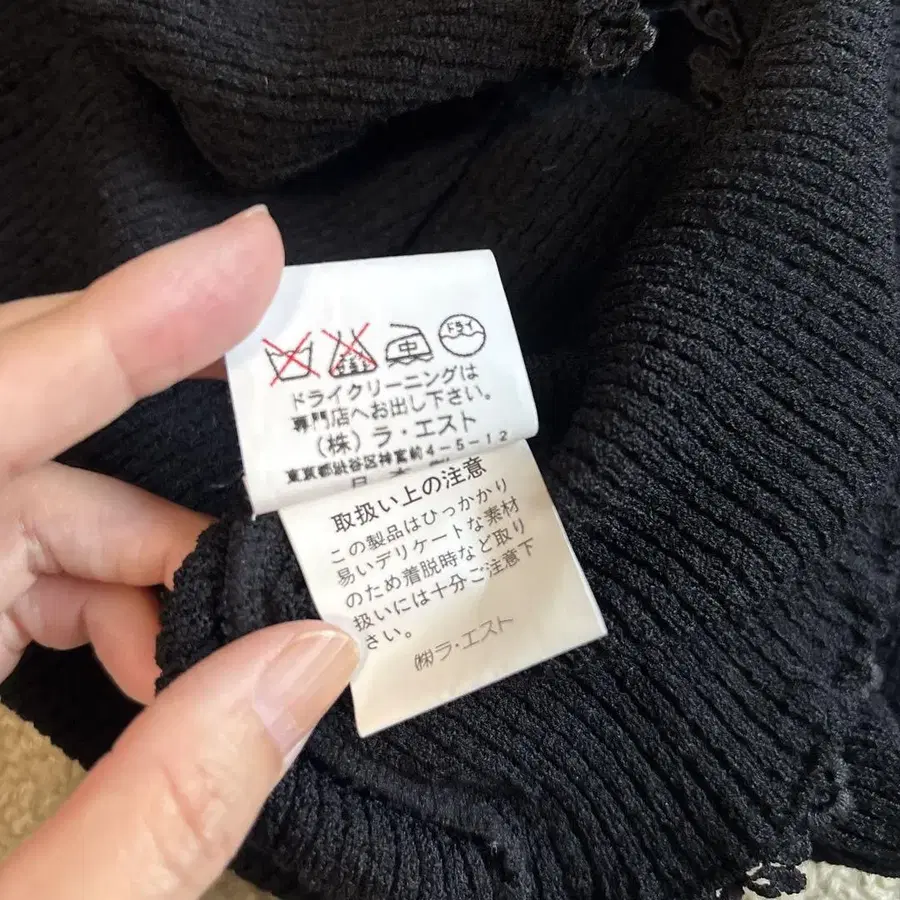 中 ドライ
ドライクリーニングは
専門店へお出し下さい。
(株)ラ・エスト
東京都渋谷区神宮前4-5-12
取扱い上の注意
この製品はひっかかり
易いデリケートな素材
のため着脱時など取り
扱いには十分ご注意下
さい。
㈱ラ・エスト